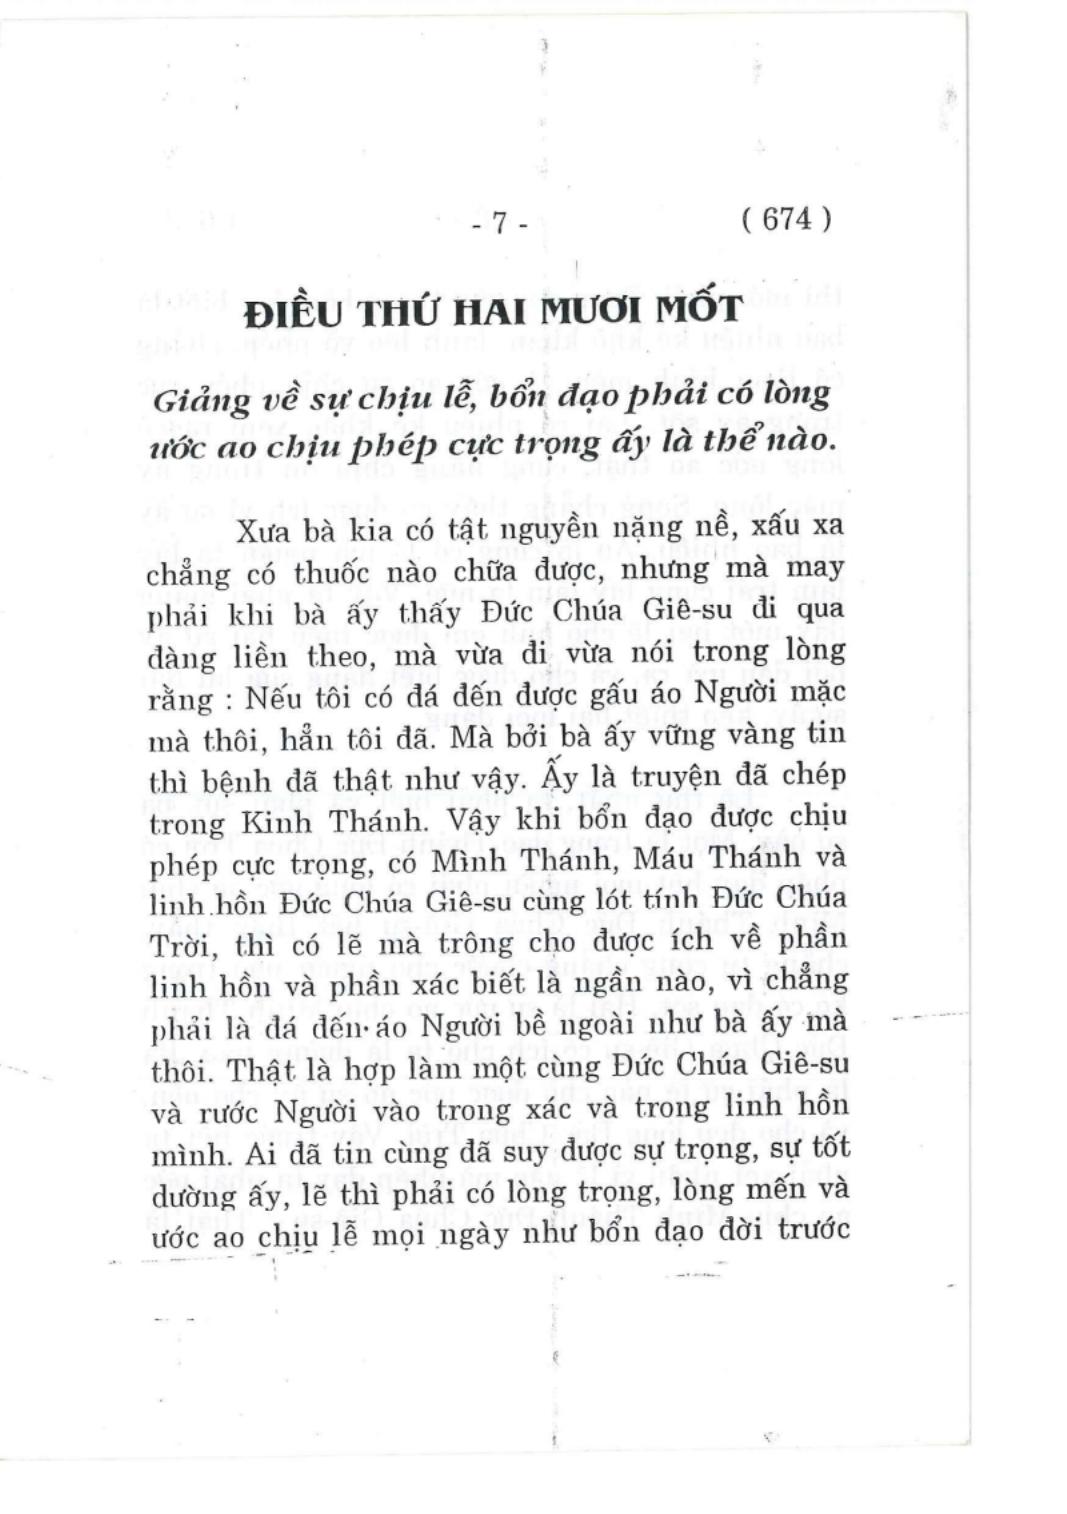 - 7 -
( 674 )
ĐIỀU THỨ HAI MƯƠI MỐT
Giảng về sự chịu lễ, bổn đạo phải có lòng
ước ao chịu phép cực trọng ấy là thể nào.
Xưa bà kia có tật nguyền nặng nề, xấu xa
chẳng có thuốc nào chữa được, nhưng mà may
phải khi bà ấy thấy Đức Chúa Giê-su đi qua
đàng liền theo, mà vừa đi vừa nói trong lòng
rằng : Nếu tôi có đá đến được gấu áo Người mặc
mà thôi, hẳn tôi đã. Mà bởi bà ấy vững vàng tin
thì bệnh đã thật như vậy. Ấy là truyện đã chép
trong Kinh Thánh. Vậy khi bổn đạo được chịu
phép cực trọng, có Mình Thánh, Máu Thánh và
linh hồn Đức Chúa Giê-su cùng lót tính Đức Chúa
Trời, thì có lẽ mà trông cho được ích về phần
linh hồn và phần xác biết là ngần nào, vì chẳng
phải là đá đến áo Người bề ngoài như bà ấy mà
thôi. Thật là hợp làm một cùng Đức Chúa Giê-su
và rước Người vào trong xác và trong linh hồn
mình. Ai đã tin cùng đã suy được sự trọng, sự tốt
dường ấy, lẽ thì phải có lòng trọng, lòng mến và
ước ao chịu lễ mọi ngày như bổn đạo đời trước